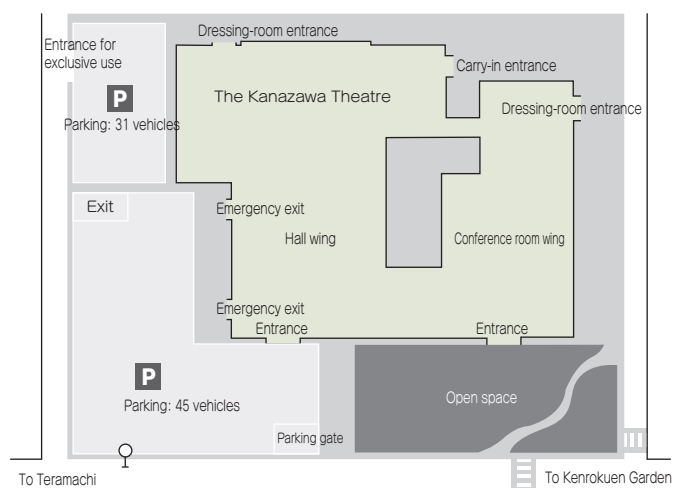 Dressing-room entrance
Entrance for
exclusive use
P
Parking: 31 vehicles
The Kanazawa Theatre
Carry-in entrance
Dressing-room entrance
Exit
Emergency exit
Hall wing
Conference room wing
Emergency exit
Entrance
Entrance
P
Parking: 45 vehicles
Open space
Parking gate
To Teramachi
To Kenrokuen Garden